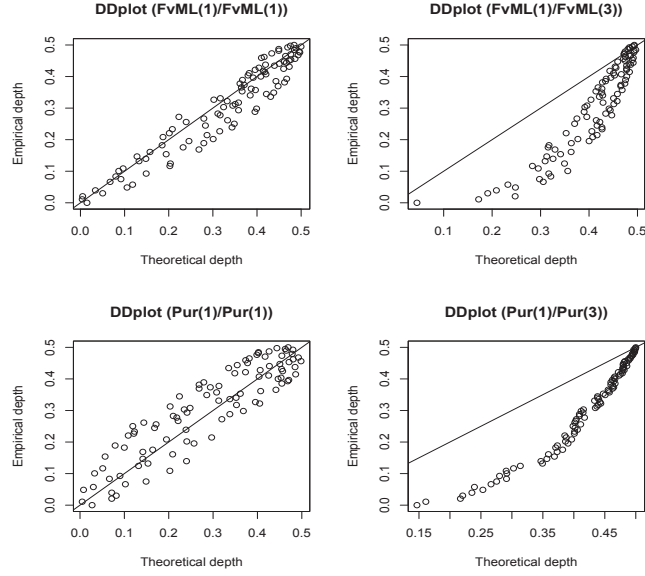 DDplot (FvML(1)/FvML(1))
Empirical depth
0.0 0.1 0.2 0.3 0.4 0.5
0.0 0.1 0.2 0.3 0.4 0.5
Theoretical depth
DDplot (FvML(1)/FvML(3))
Empirical depth
0.0 0.1 0.2 0.3 0.4 0.5
0.1 0.2 0.3 0.4 0.5
Theoretical depth
DDplot (Pur(1)/Pur(1))
Empirical depth
0.0 0.1 0.2 0.3 0.4 0.5
0.0 0.1 0.2 0.3 0.4 0.5
Theoretical depth
DDplot (Pur(1)/Pur(3))
Empirical depth
0.0 0.1 0.2 0.3 0.4 0.5
0.15 0.25 0.35 0.45
Theoretical depth